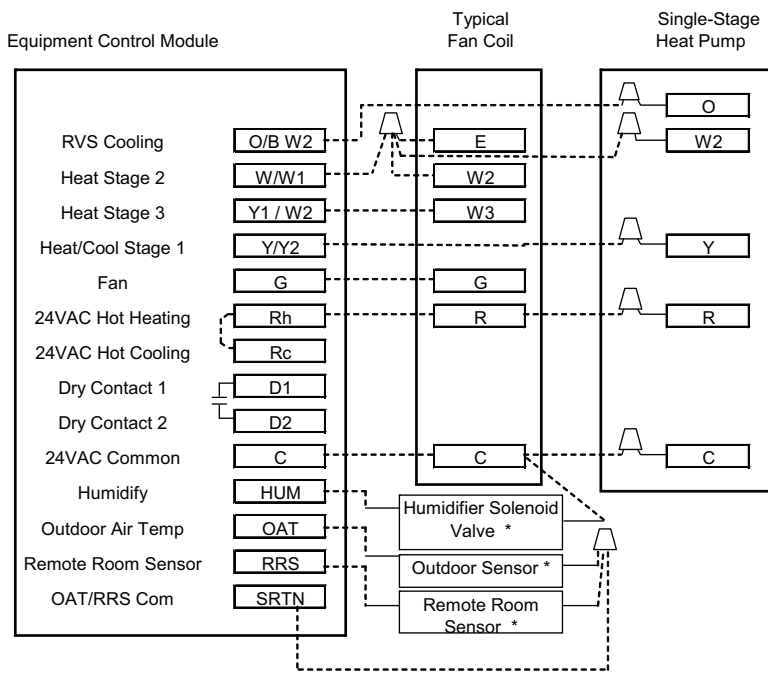 Typical
Fan Coil
Single-Stage
Heat Pump
Equipment Control Module
O
RVS Cooling O/B W2 E W2
Heat Stage 2 W/W1 W2
Heat Stage 3 Y1 / W2 W3
Heat/Cool Stage 1 Y/Y2 Y
Fan G G
24VAC Hot Heating Rh R R
24VAC Hot Cooling Rc
Dry Contact 1 D1
Dry Contact 2 D2
24VAC Common C C C
Humidify HUM
Humidifier Solenoid
Valve *
Outdoor Air Temp OAT
Outdoor Sensor *
Remote Room Sensor RRS
Remote Room
Sensor *
OAT/RRS Com SRTN